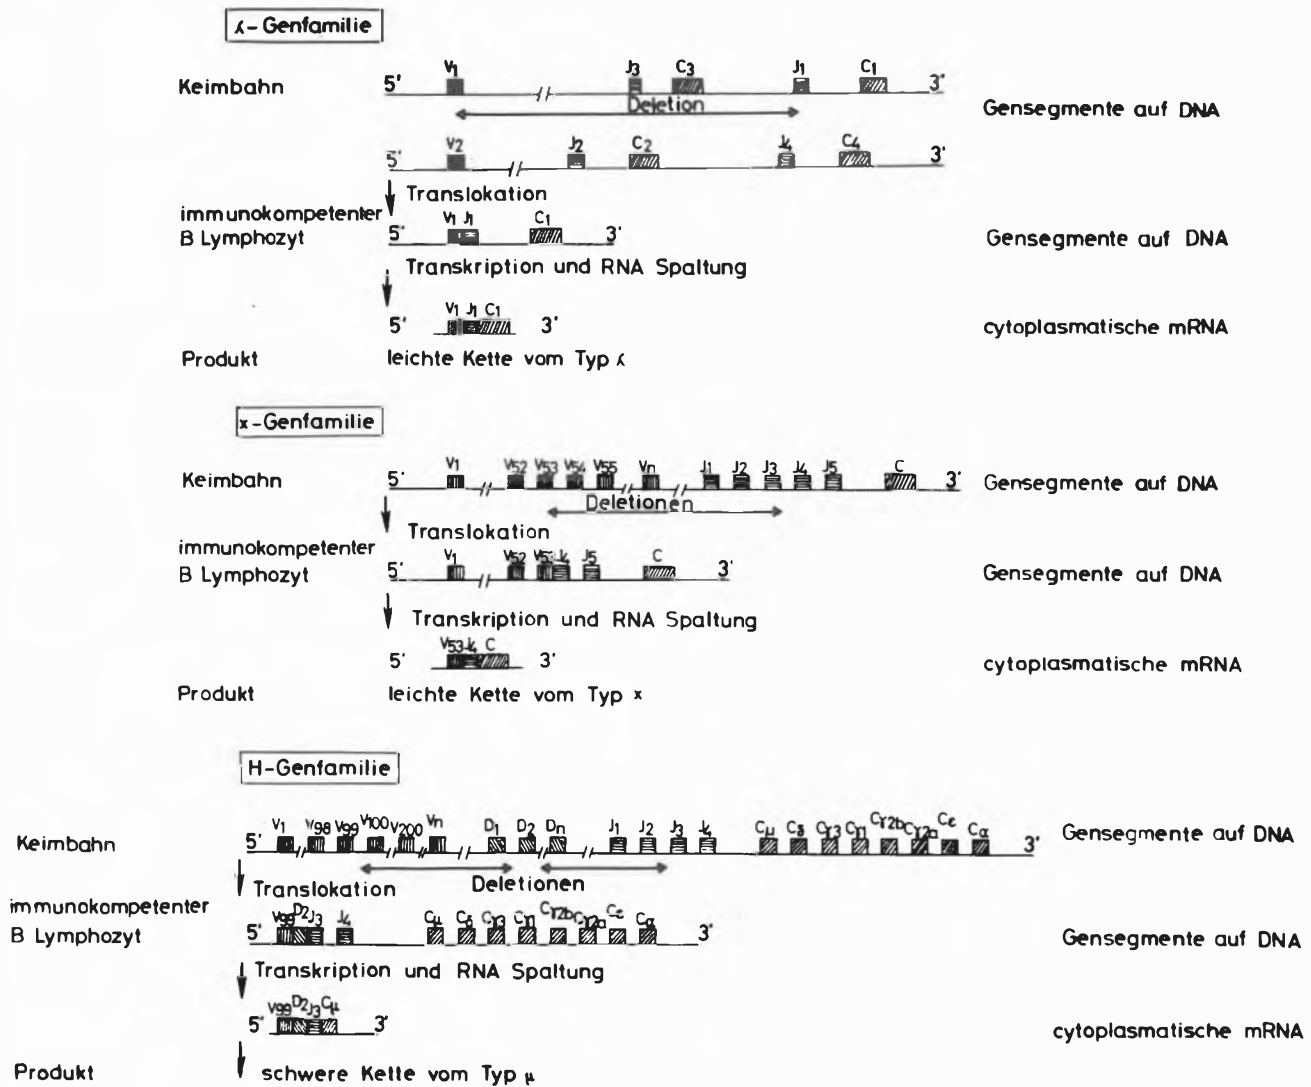 ʎ-Genfamilie
V1 J3 C3 J1 C1
Keimbahn 5' 3'
Deletion
Gensegmente auf DNA
V2 J2 C2 J4 C4
5' 3'
Translokation
immunokompetenter
B Lymphozyt
V1 J1 C1
5' 3'
Gensegmente auf DNA
Transkription und RNA Spaltung
V1 J1 C1
5' 3'
cytoplasmatische mRNA
Produkt leichte Kette vom Typ ʎ
x-Genfamilie
V1 V52 V53 V54 V55 Vn J1 J2 J3 J4 J5 C
Keimbahn 5' 3' Gensegmente auf DNA
Deletionen
Translokation
immunokompetenter
B Lymphozyt
V1 V52 V53 J4 J5 C
5' 3'
Gensegmente auf DNA
Transkription und RNA Spaltung
V53 J4 C
5' 3'
cytoplasmatische mRNA
Produkt leichte Kette vom Typ x
H-Genfamilie
V1 V98 V99 V100 V200 Vn D1 D2 Dn J1 J2 J3 J4 Cμ Cδ Cγ3 Cγ1 Cγ2b Cγ2a Cε Cα
Keimbahn 5' 3' Gensegmente auf DNA
Translokation Deletionen
immunokompetenter
B Lymphozyt
V99 D2 J3 J4 Cμ Cδ Cγ3 Cγ1 Cγ2b Cγ2a Cε Cα
5' 3'
Gensegmente auf DNA
Transkription und RNA Spaltung
V99 D2 J3 Cμ
5' 3'
cytoplasmatische mRNA
Produkt schwere Kette vom Typ μ